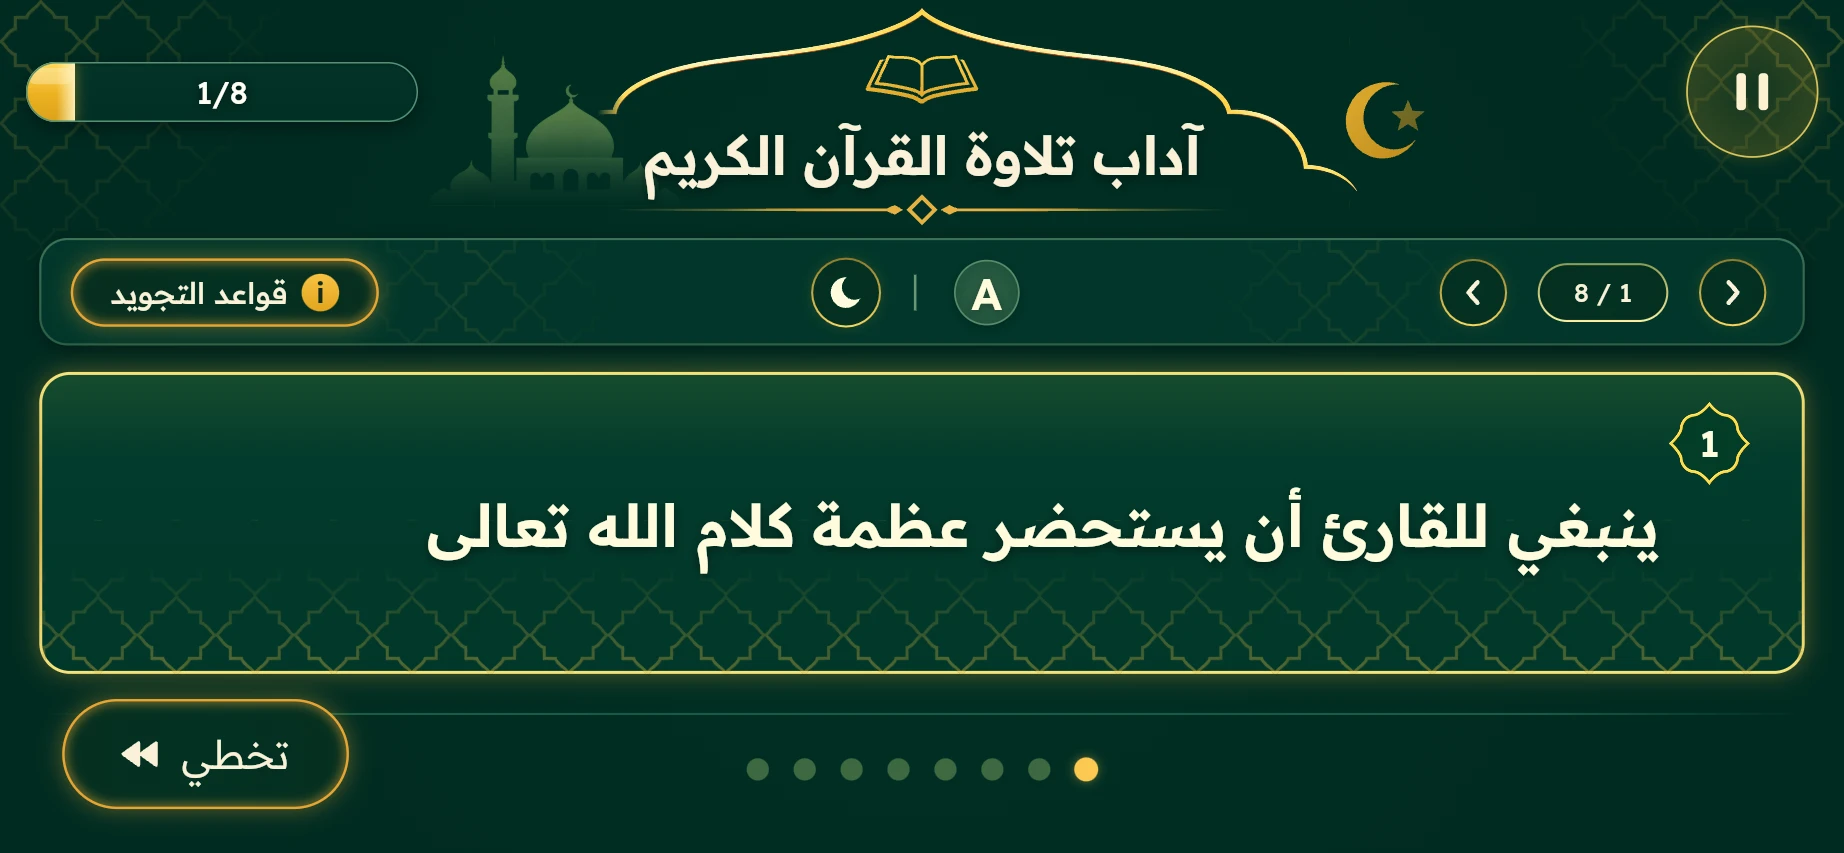 1/8
آداب تلاوة القرآن الكريم
8 / 1
A
قواعد التجويد
1
ينبغي للقارئ أن يستحضر عظمة كلام الله تعالى
تخطي